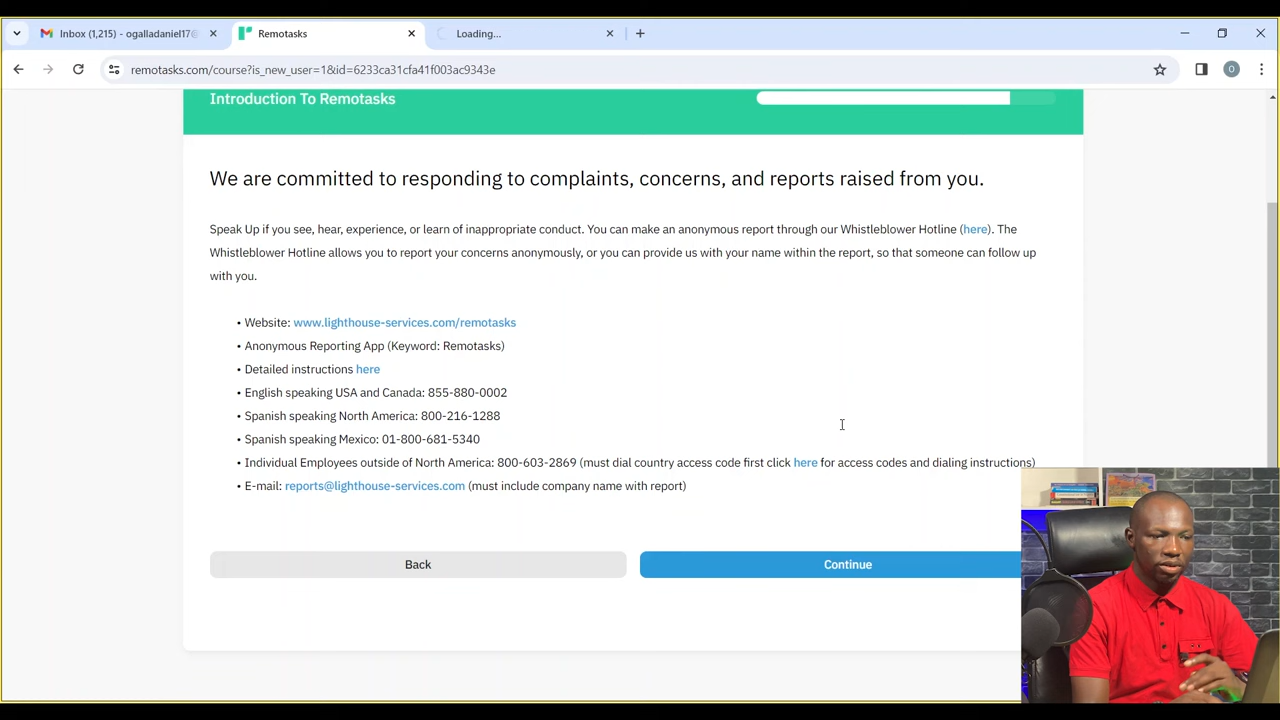 Inbox (1,215) - ogalladaniel17@
Remotasks
Loading...
remotasks.com/course?is_new_user=1&id=6233ca31cfa41f003ac9343e
O
Introduction To Remotasks
We are committed to responding to complaints, concerns, and reports raised from you.
Speak Up if you see, hear, experience, or learn of inappropriate conduct. You can make an anonymous report through our Whistleblower Hotline (here). The
Whistleblower Hotline allows you to report your concerns anonymously, or you can provide us with your name within the report, so that someone can follow up
with you.
• Website: www.lighthouse-services.com/remotasks
• Anonymous Reporting App (Keyword: Remotasks)
• Detailed instructions here
• English speaking USA and Canada: 855-880-0002
• Spanish speaking North America: 800-216-1288
• Spanish speaking Mexico: 01-800-681-5340
• Individual Employees outside of North America: 800-603-2869 (must dial country access code first click here for access codes and dialing instructions)
• E-mail: reports@lighthouse-services.com (must include company name with report)
Back
Continue